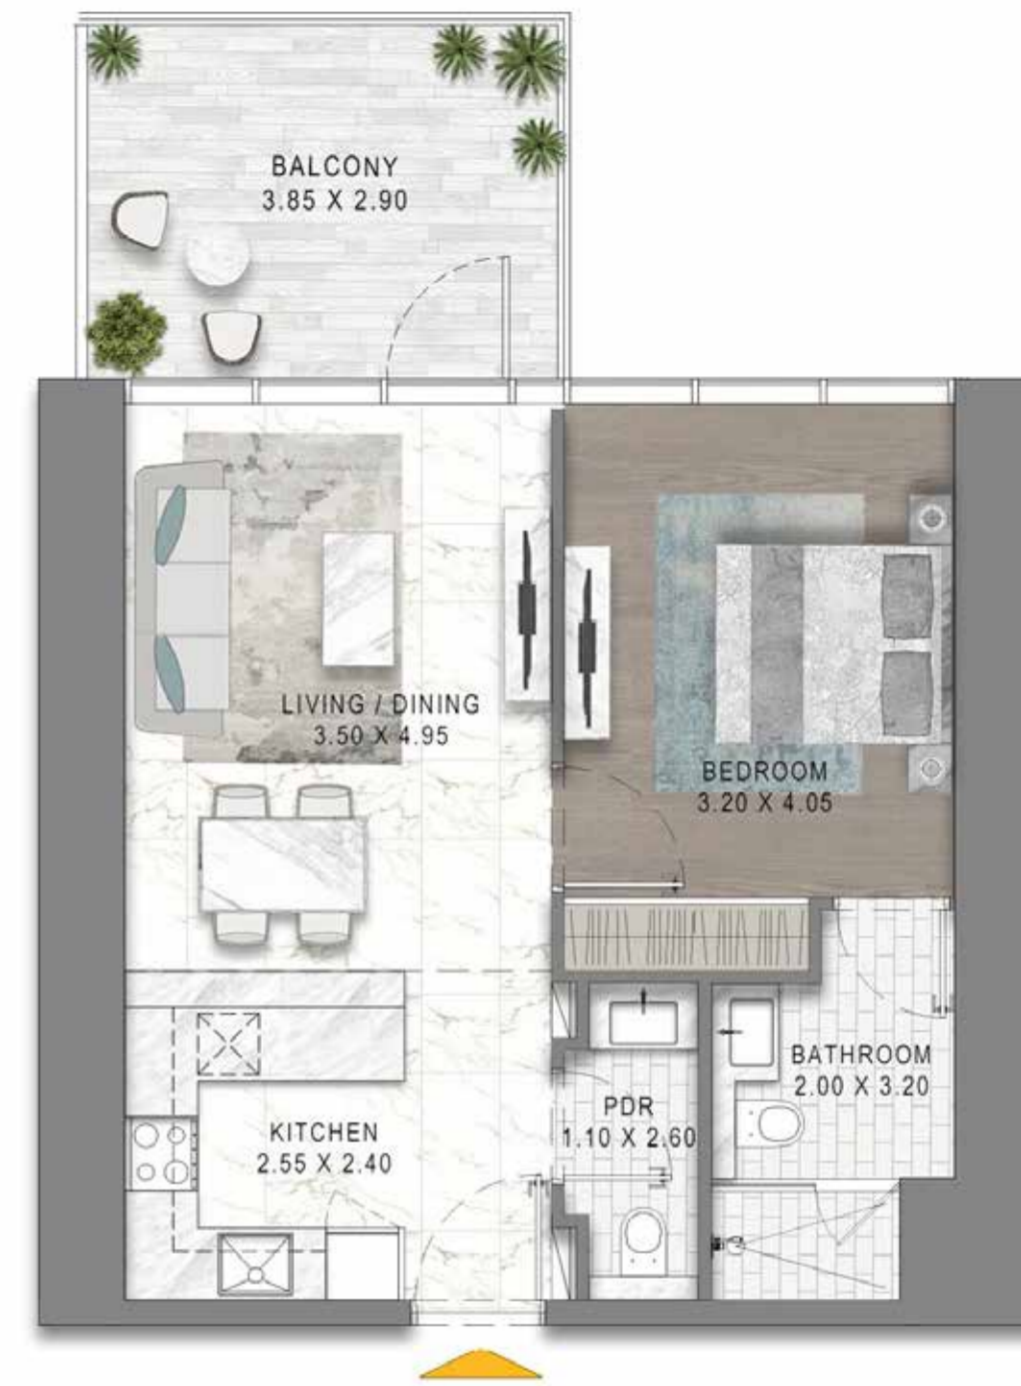 BALCONY
3.85 X 2.90
LIVING / DINING
3.50 X 4.95
BEDROOM
3.20 X 4.05
BATHROOM
2.00 X 3.20
PDR
1.10 X 2.60
KITCHEN
2.55 X 2.40